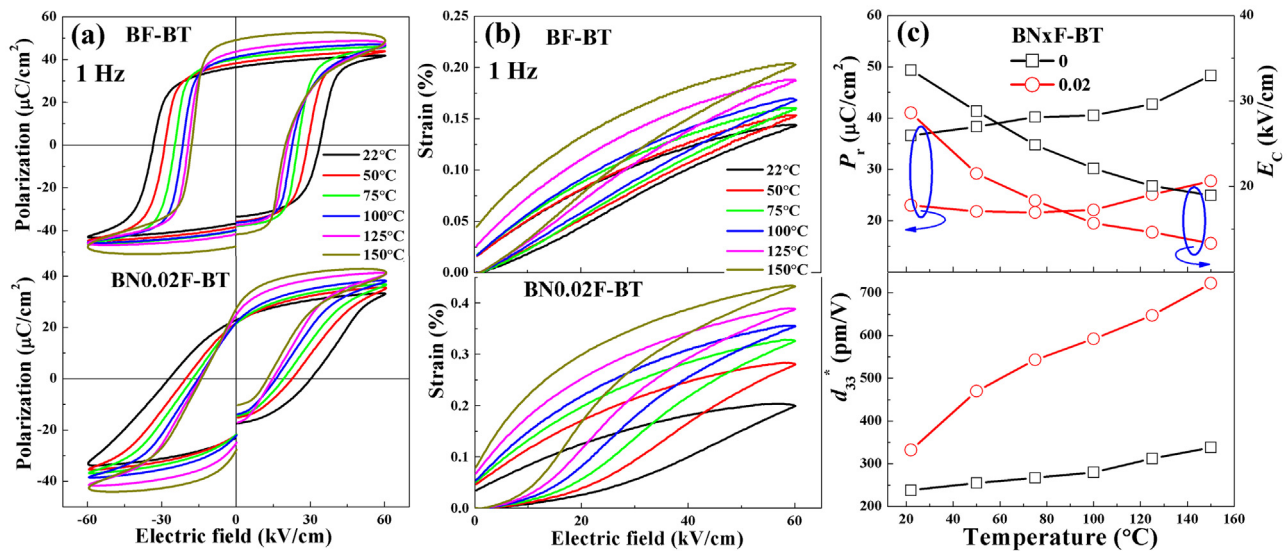 (a)
BF-BT
1 Hz
Polarization (μC/cm²)
60
40
20
0
-20
-40
-60
22°C
50°C
75°C
100°C
125°C
150°C
BN0.02F-BT
Polarization (μC/cm²)
40
20
0
-20
-40
-60
-30
0
30
60
Electric field (kV/cm)
(b)
BF-BT
1 Hz
Strain (%)
0.25
0.20
0.15
0.10
0.05
0.00
22°C
50°C
75°C
100°C
125°C
150°C
BN0.02F-BT
Strain (%)
0.4
0.3
0.2
0.1
0.0
0
20
40
60
Electric field (kV/cm)
(c)
BNxF-BT
0
0.02
Pr (μC/cm²)
60
50
40
30
20
EC (kV/cm)
40
30
20
d33* (pm/V)
700
600
500
400
300
200
20
40
60
80
100
120
140
160
Temperature (°C)